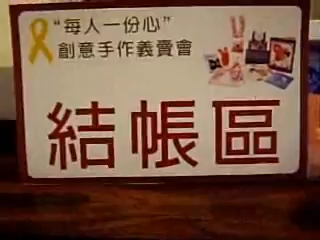 “每人一份心”
創意手作義賣會
結帳區